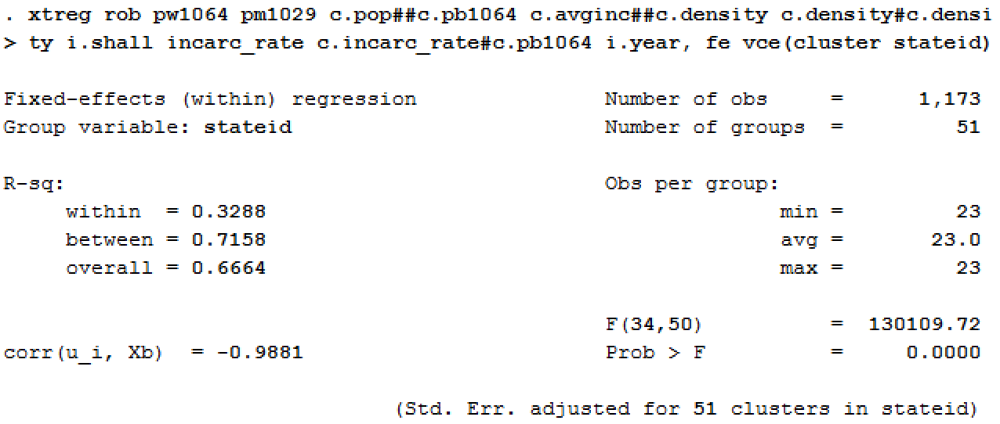 . xtreg rob pw1064 pm1029 c.pop##c.pb1064 c.avginc##c.density c.density#c.densi
> ty i.shall incarc_rate c.incarc_rate#c.pb1064 i.year, fe vce(cluster stateid)
Fixed-effects (within) regression Number of obs = 1,173
Group variable: stateid Number of groups = 51
R-sq: Obs per group:
within = 0.3288 min = 23
between = 0.7158 avg = 23.0
overall = 0.6664 max = 23
F(34,50) = 130109.72
corr(u_i, Xb) = -0.9881 Prob > F = 0.0000
(Std. Err. adjusted for 51 clusters in stateid)